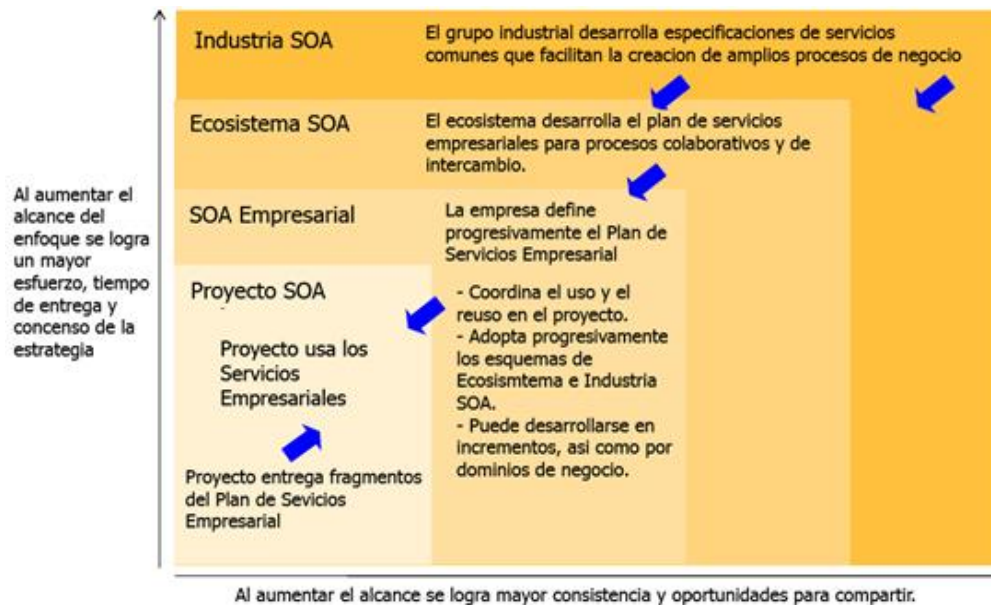 Industria SOA
El grupo industrial desarrolla especificaciones de servicios
comunes que facilitan la creacion de amplios procesos de negocio
Ecosistema SOA
El ecosistema desarrolla el plan de servicios
empresariales para procesos colaborativos y de
intercambio.
Al aumentar el
alcance del
enfoque se logra
un mayor
esfuerzo, tiempo
de entrega y
concenso de la
estrategia
SOA Empresarial
La empresa define
progresivamente el Plan de
Servicios Empresarial
- Coordina el uso y el
reuso en el proyecto.
- Adopta progresivamente
los esquemas de
Ecosismtema e Industria
SOA.
- Puede desarrollarse en
incrementos, asi como por
dominios de negocio.
Proyecto SOA
Proyecto usa los
Servicios
Empresariales
Proyecto entrega fragmentos
del Plan de Sevicios
Empresarial
Al aumentar el alcance se logra mayor consistencia y oportunidades para compartir.